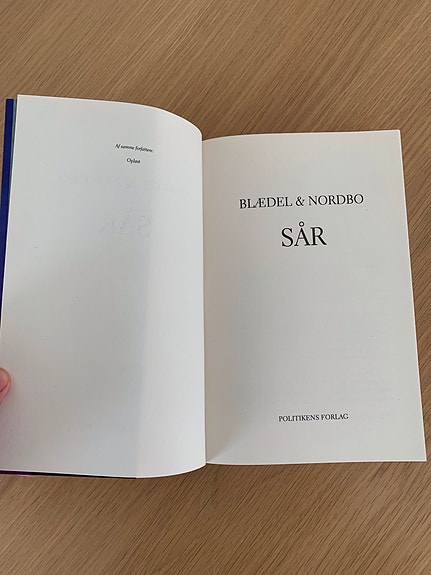 Af samme forfattere:
Opløst
BLÆDEL & NORDBO
SÅR
POLITIKENS FORLAG